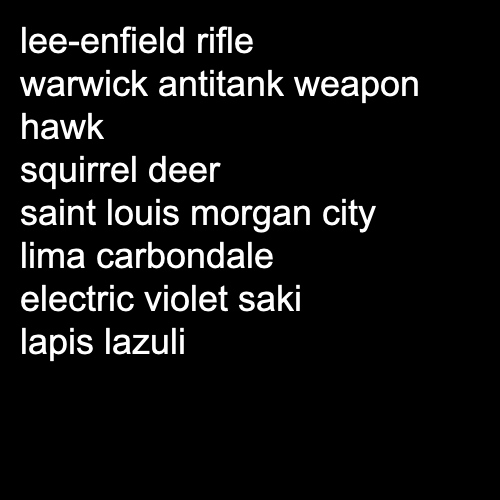 lee-enfield rifle
warwick antitank weapon
hawk
squirrel deer
saint louis morgan city
lima carbondale
electric violet saki
lapis lazuli